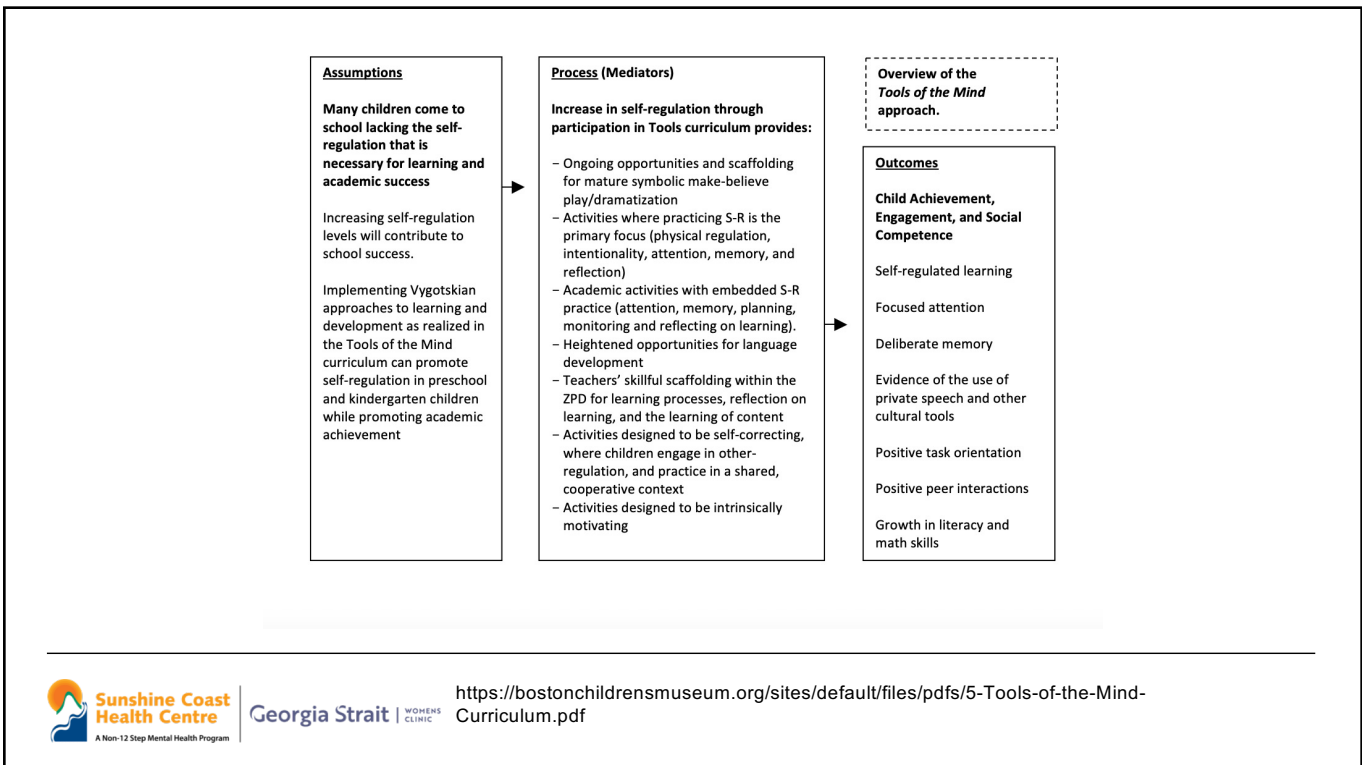 Assumptions
Many children come to
school lacking the self-
regulation that is
necessary for learning and
academic success
Increasing self-regulation
levels will contribute to
school success.
Implementing Vygotskian
approaches to learning and
development as realized in
the Tools of the Mind
curriculum can promote
self-regulation in preschool
and kindergarten children
while promoting academic
achievement
Process (Mediators)
Increase in self-regulation through
participation in Tools curriculum provides:
− Ongoing opportunities and scaffolding
for mature symbolic make-believe
play/dramatization
− Activities where practicing S-R is the
primary focus (physical regulation,
intentionality, attention, memory, and
reflection)
− Academic activities with embedded S-R
practice (attention, memory, planning,
monitoring and reflecting on learning).
− Heightened opportunities for language
development
− Teachers’ skillful scaffolding within the
ZPD for learning processes, reflection on
learning, and the learning of content
− Activities designed to be self-correcting,
where children engage in other-
regulation, and practice in a shared,
cooperative context
− Activities designed to be intrinsically
motivating
Overview of the
Tools of the Mind
approach.
Outcomes
Child Achievement,
Engagement, and Social
Competence
Self-regulated learning
Focused attention
Deliberate memory
Evidence of the use of
private speech and other
cultural tools
Positive task orientation
Positive peer interactions
Growth in literacy and
math skills
Sunshine Coast
Health Centre
A Non-12 Step Mental Health Program
Georgia Strait | WOMENS CLINIC
https://bostonchildrensmuseum.org/sites/default/files/pdfs/5-Tools-of-the-Mind-
Curriculum.pdf